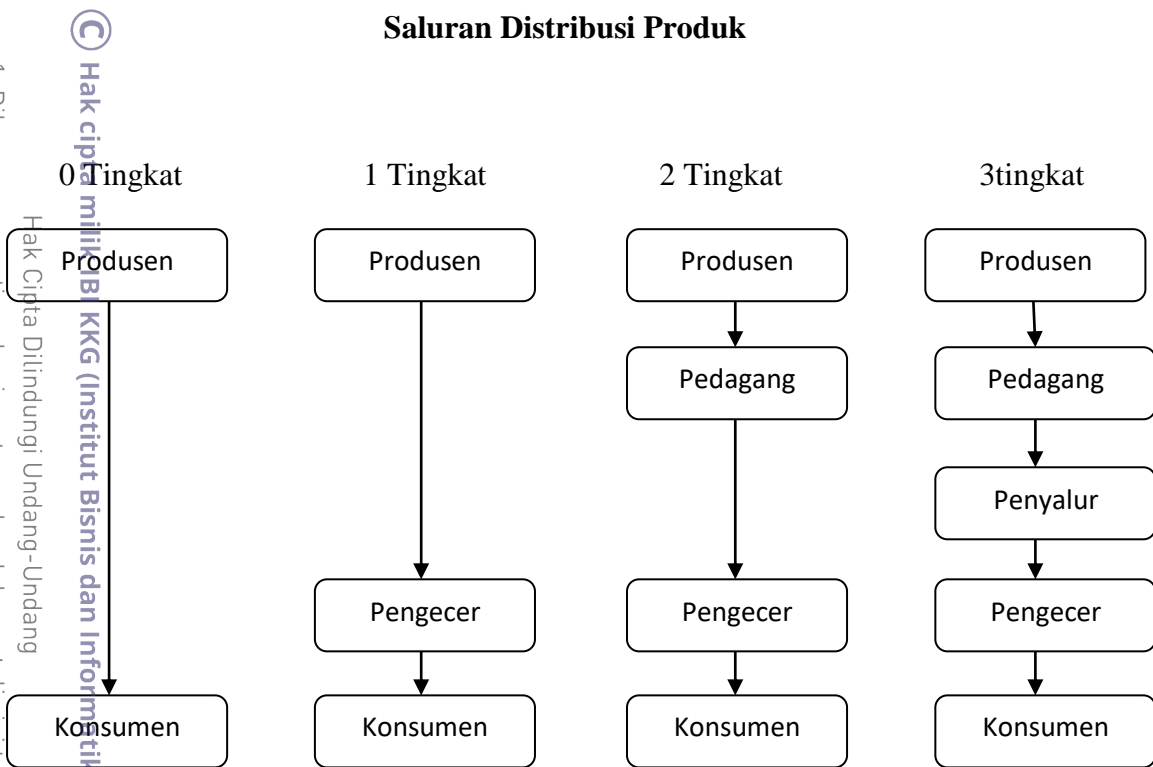 Saluran Distribusi Produk
0 Tingkat
1 Tingkat
2 Tingkat
3tingkat
Produsen
Produsen
Produsen
Produsen
Pedagang
Pedagang
Penyalur
Pengecer
Pengecer
Pengecer
Konsumen
Konsumen
Konsumen
Konsumen
© Hak cipta milik IBI KKG (Institut Bisnis dan Informatik
Hak Cipta Dilindungi Undang-Undang